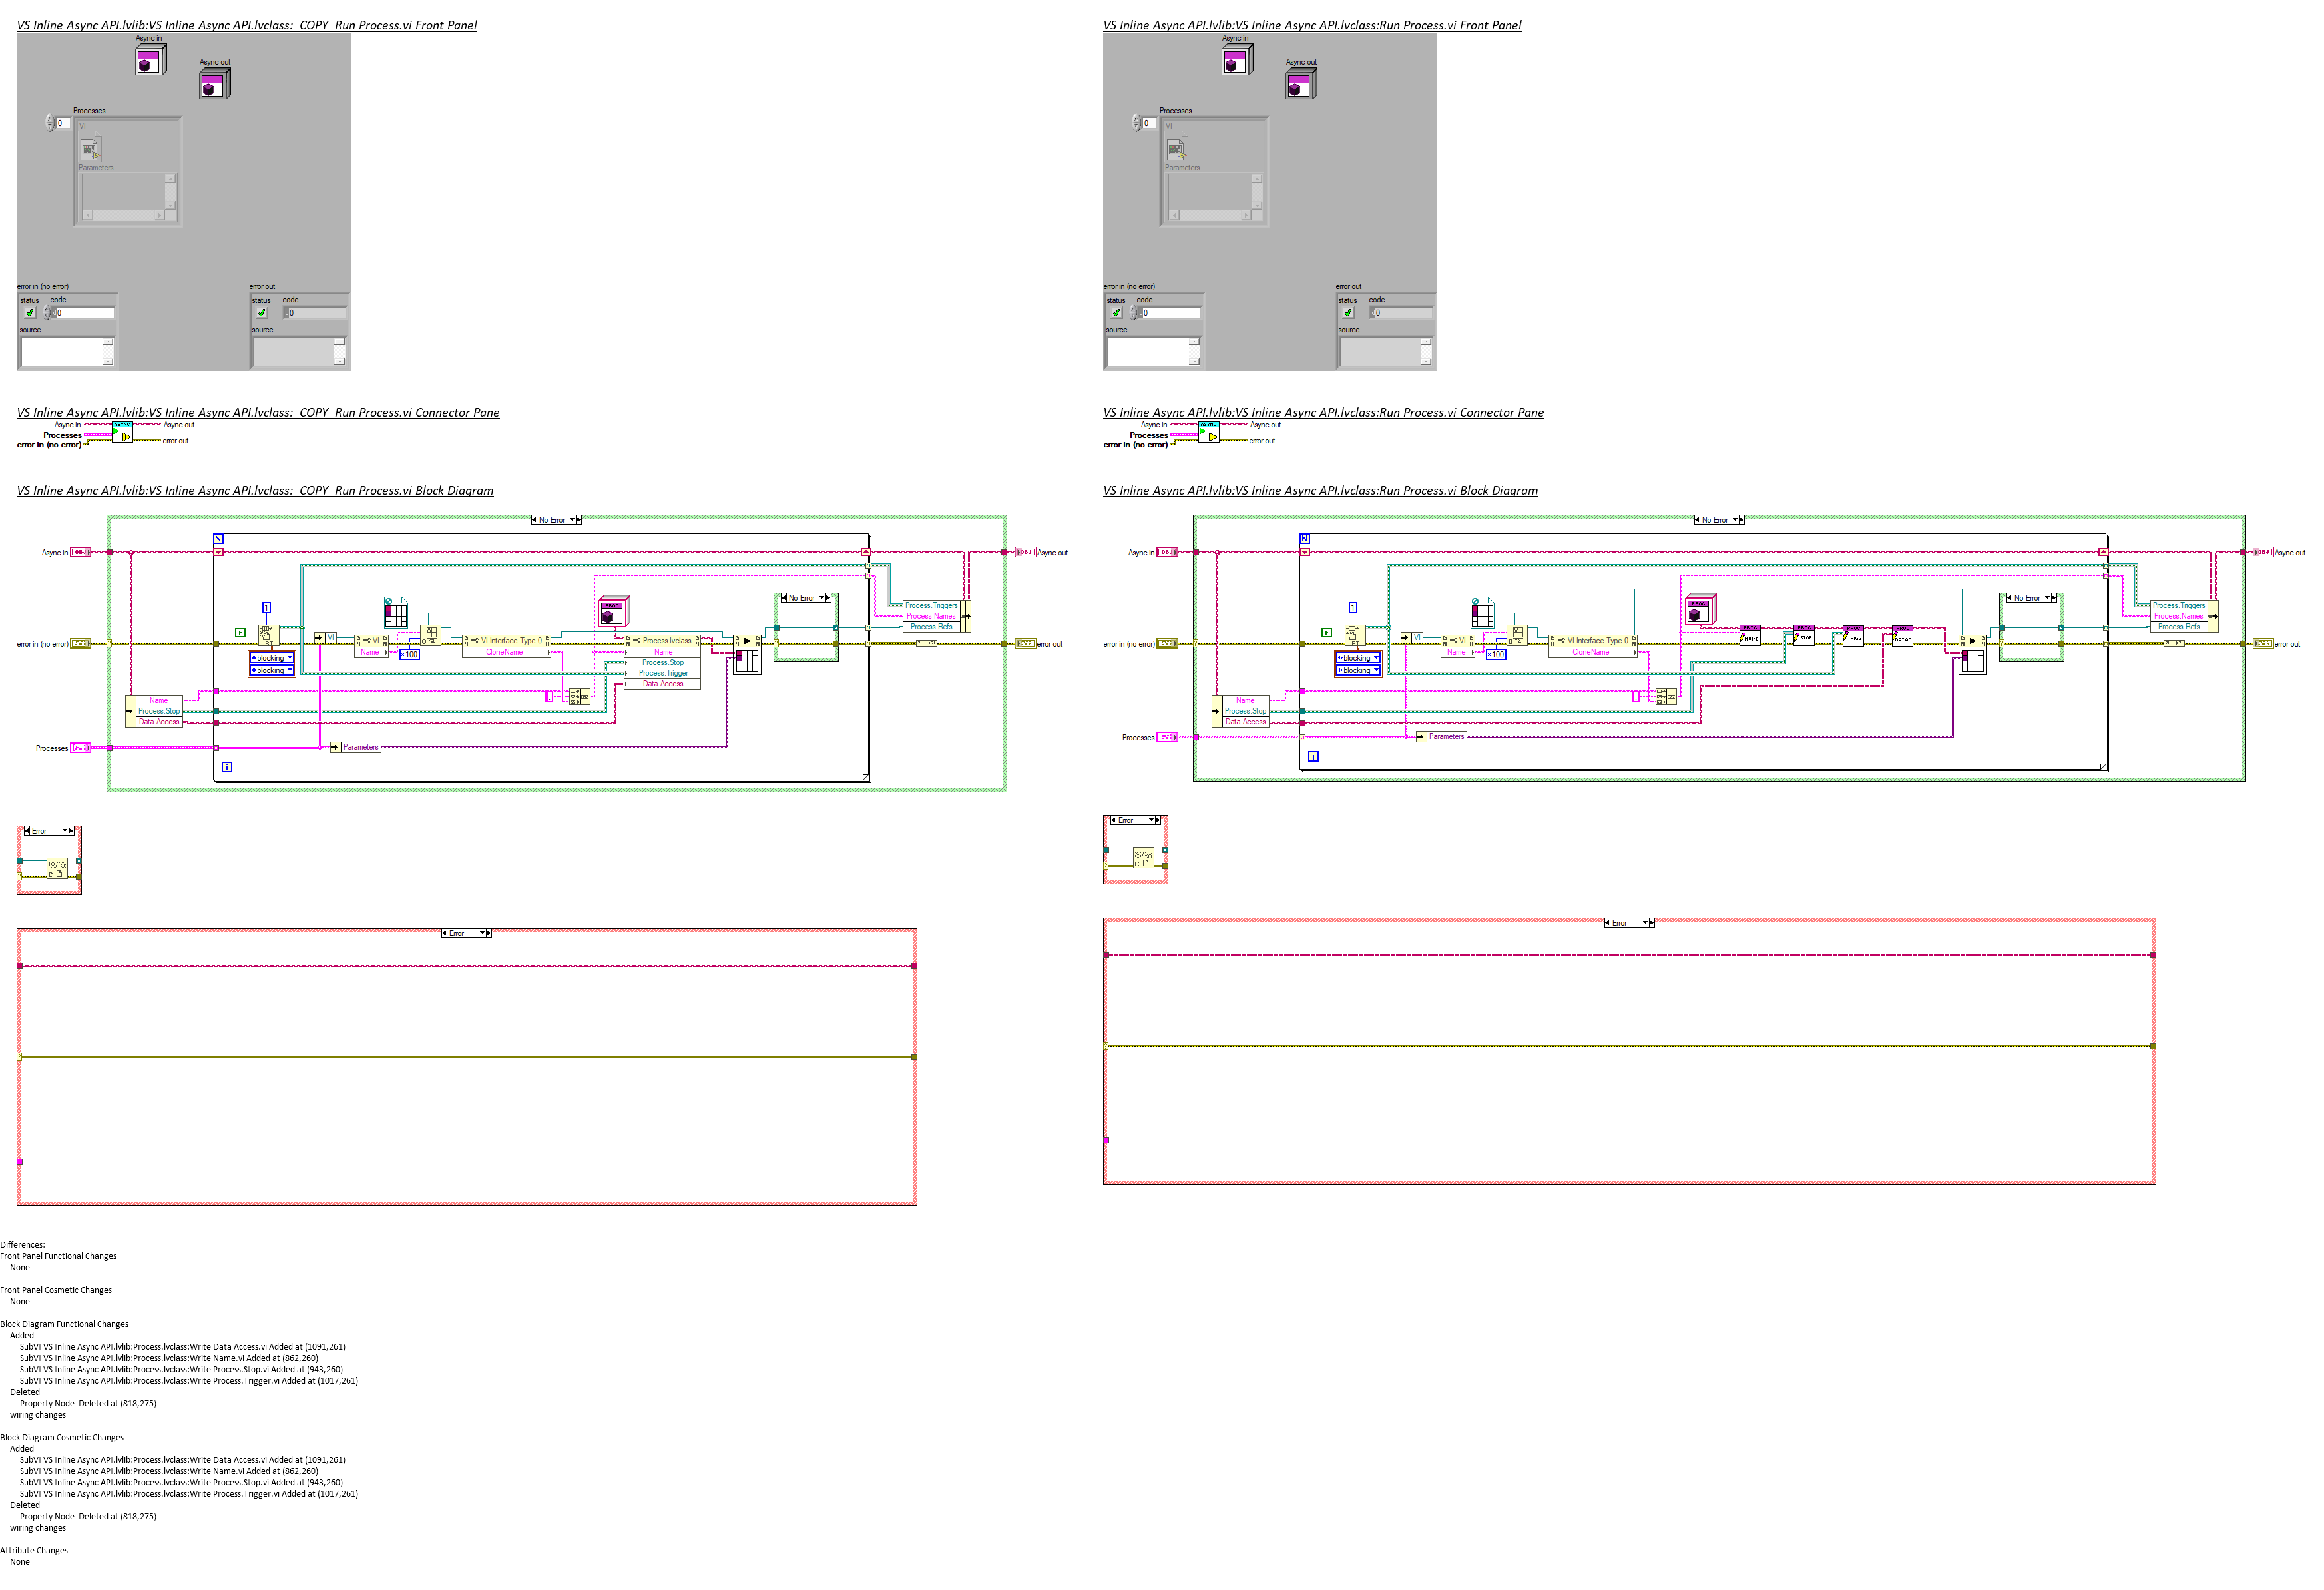 VS Inline Async API.lvlib:VS Inline Async API.lvclass:_COPY_Run Process.vi Front Panel
Async in
Async out
Processes
0
VI
Parameters
error in (no error)
status
code
0
source
error out
status
code
0
source
VS Inline Async API.lvlib:VS Inline Async API.lvclass:Run Process.vi Front Panel
Async in
Async out
Processes
0
VI
Parameters
error in (no error)
status
code
0
source
error out
status
code
0
source
VS Inline Async API.lvlib:VS Inline Async API.lvclass:_COPY_Run Process.vi Connector Pane
Async in
ASYNC
Async out
Processes
error in (no error)
error out
VS Inline Async API.lvlib:VS Inline Async API.lvclass:Run Process.vi Connector Pane
Async in
ASYNC
Async out
Processes
error in (no error)
error out
VS Inline Async API.lvlib:VS Inline Async API.lvclass:_COPY_Run Process.vi Block Diagram
No Error
N
Async in
OBJ
OBJ
Async out
1
F
RT
blocking
blocking
VI
VI
Name
x100
VI Interface Type 0
CloneName
PROC
Process.lvclass
Name
Process.Stop
Process.Trigger
Data Access
No Error
Process.Triggers
Process.Names
Process.Refs
error in (no error)
error out
Name
Process.Stop
Data Access
Processes
Parameters
i
VS Inline Async API.lvlib:VS Inline Async API.lvclass:Run Process.vi Block Diagram
No Error
N
Async in
OBJ
OBJ
Async out
1
F
RT
blocking
blocking
VI
VI
Name
x100
VI Interface Type 0
CloneName
PROC
PROC
NAME
PROC
STOP
PROC
TRIGG
PROC
DATAC
No Error
Process.Triggers
Process.Names
Process.Refs
error in (no error)
error out
Name
Process.Stop
Data Access
Processes
Parameters
i
Error
Error
Error
Error
Differences:
Front Panel Functional Changes
None
Front Panel Cosmetic Changes
None
Block Diagram Functional Changes
Added
SubVI VS Inline Async API.lvlib:Process.lvclass:Write Data Access.vi Added at (1091,261)
SubVI VS Inline Async API.lvlib:Process.lvclass:Write Name.vi Added at (862,260)
SubVI VS Inline Async API.lvlib:Process.lvclass:Write Process.Stop.vi Added at (943,260)
SubVI VS Inline Async API.lvlib:Process.lvclass:Write Process.Trigger.vi Added at (1017,261)
Deleted
Property Node  Deleted at (818,275)
wiring changes
Block Diagram Cosmetic Changes
Added
SubVI VS Inline Async API.lvlib:Process.lvclass:Write Data Access.vi Added at (1091,261)
SubVI VS Inline Async API.lvlib:Process.lvclass:Write Name.vi Added at (862,260)
SubVI VS Inline Async API.lvlib:Process.lvclass:Write Process.Stop.vi Added at (943,260)
SubVI VS Inline Async API.lvlib:Process.lvclass:Write Process.Trigger.vi Added at (1017,261)
Deleted
Property Node  Deleted at (818,275)
wiring changes
Attribute Changes
None